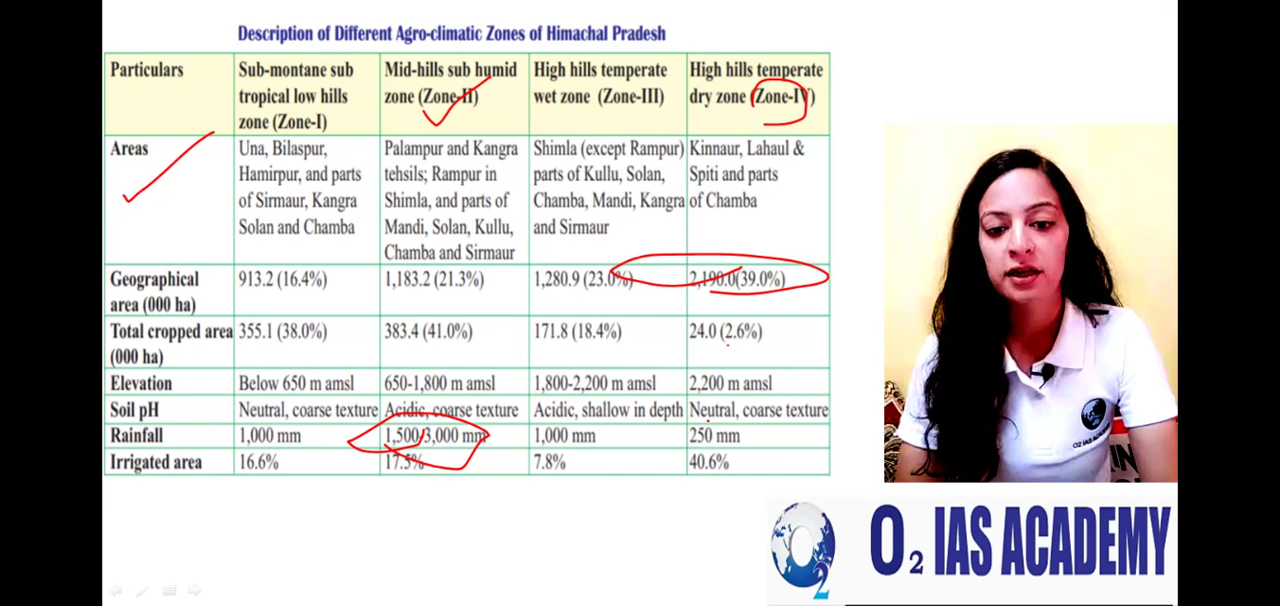 Description of Different Agro-climatic Zones of Himachal Pradesh
Particulars
Sub-montane sub
tropical low hills
zone (Zone-I)
Mid-hills sub humid
zone (Zone-II)
High hills temperate
wet zone (Zone-III)
High hills temperate
dry zone (Zone-IV)
Areas
Una, Bilaspur,
Hamirpur, and parts
of Sirmaur, Kangra
Solan and Chamba
Palampur and Kangra
tehsils; Rampur in
Shimla, and parts of
Mandi, Solan, Kullu,
Chamba and Sirmaur
Shimla (except Rampur)
parts of Kullu, Solan,
Chamba, Mandi, Kangra
and Sirmaur
Kinnaur, Lahaul &
Spiti and parts
of Chamba
Geographical
area (000 ha)
913.2 (16.4%)
1,183.2 (21.3%)
1,280.9 (23.0%)
2,190.0(39.0%)
Total cropped area
(000 ha)
355.1 (38.0%)
383.4 (41.0%)
171.8 (18.4%)
24.0 (2.6%)
Elevation
Below 650 m amsl
650-1,800 m amsl
1,800-2,200 m amsl
2,200 m amsl
Soil pH
Neutral, coarse texture
Acidic, coarse texture
Acidic, shallow in depth
Neutral, coarse texture
Rainfall
1,000 mm
1,500/3,000 mm
1,000 mm
250 mm
Irrigated area
16.6%
17.5%
7.8%
40.6%
O2 IAS ACADEMY
2
O2 IAS ACADEMY